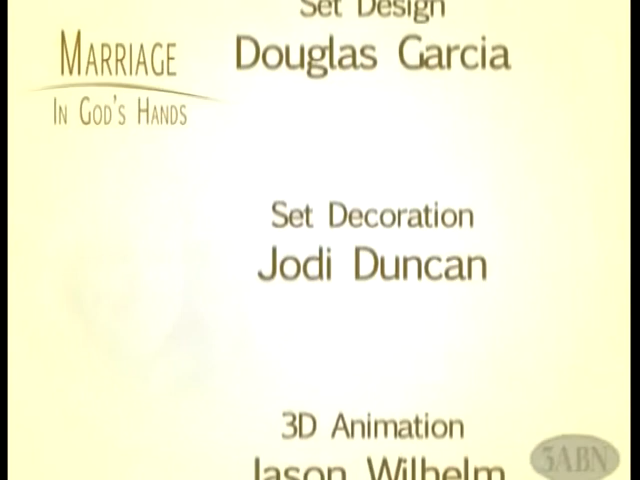 Set Design
Douglas Garcia
MARRIAGE
IN GOD'S HANDS
Set Decoration
Jodi Duncan
3D Animation
Jason Wilhelm
3ABN